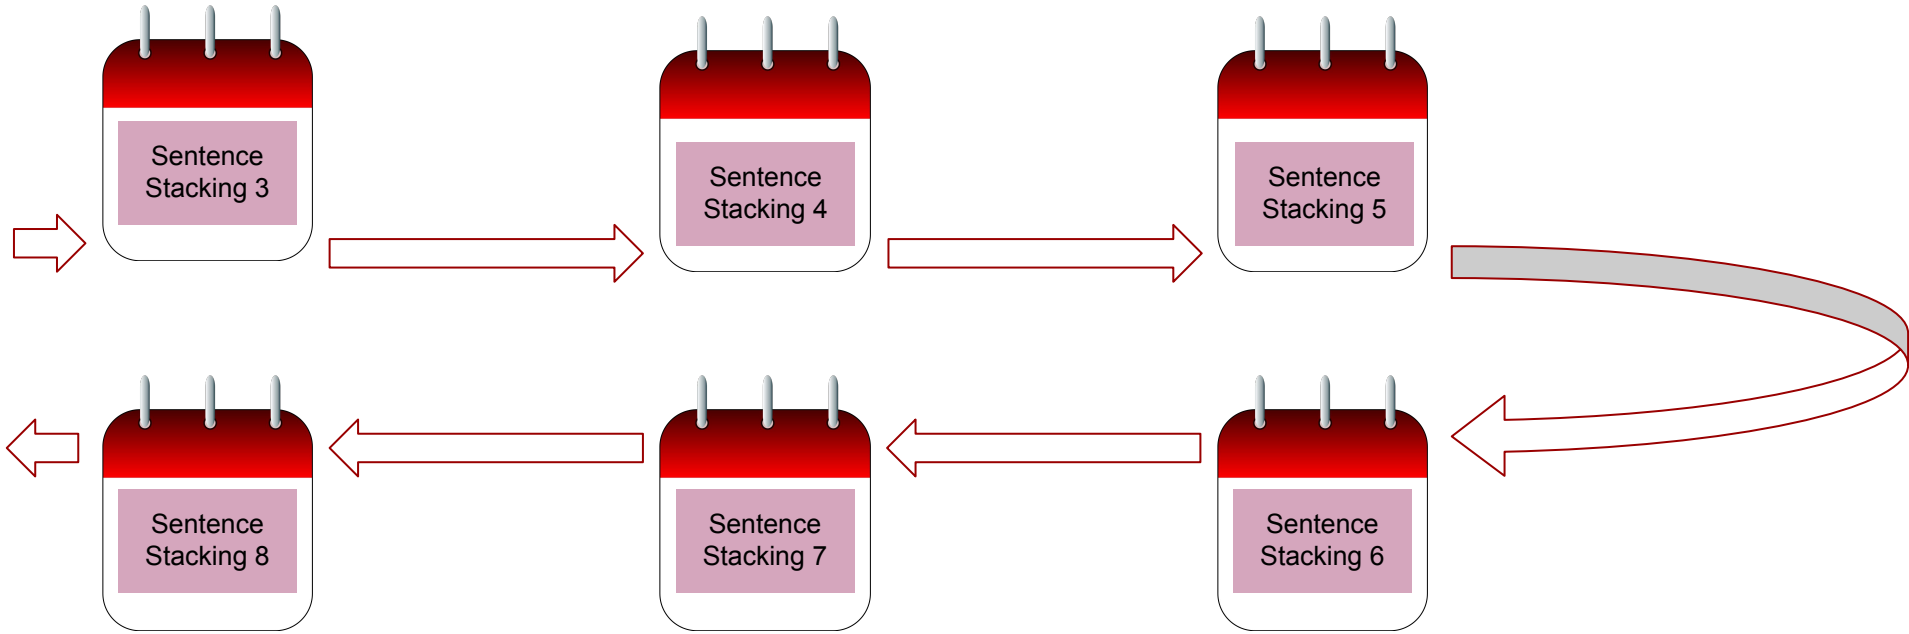 Sentence
Stacking 3
Sentence
Stacking 4
Sentence
Stacking 5
Sentence
Stacking 6
Sentence
Stacking 7
Sentence
Stacking 8